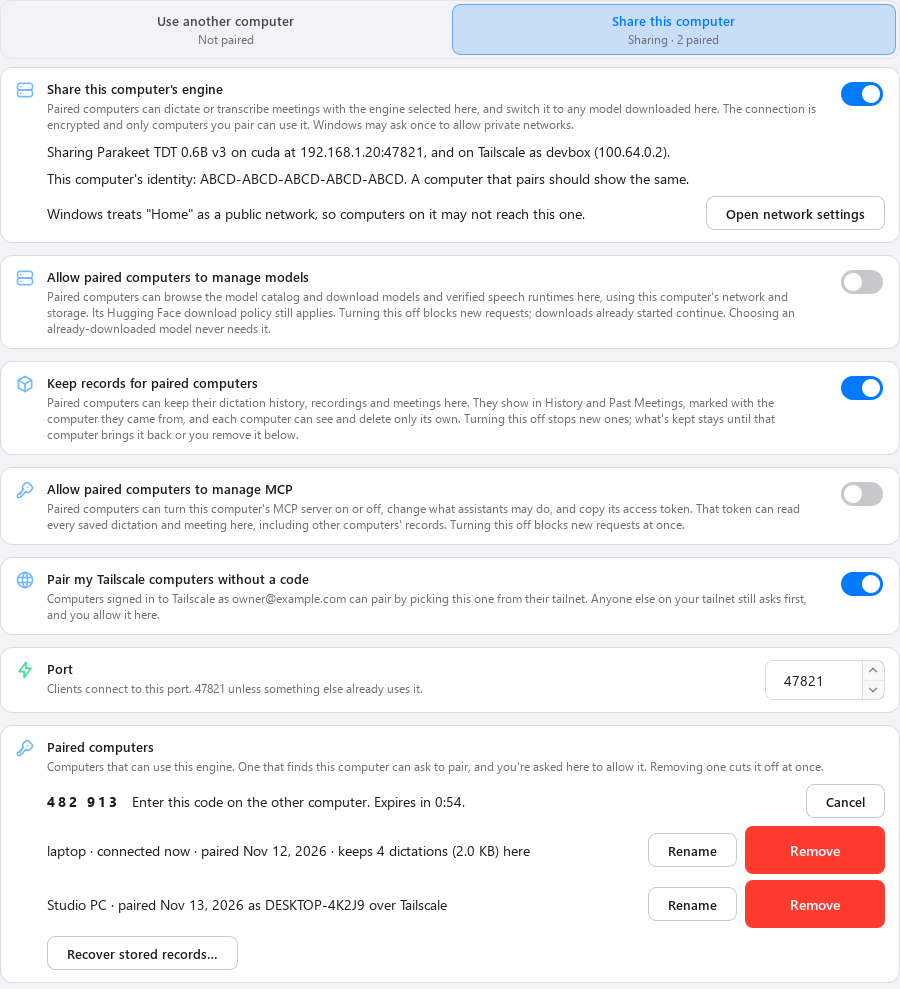 Use another computer
Not paired
Share this computer
Sharing · 2 paired
Share this computer's engine
Paired computers can dictate or transcribe meetings with the engine selected here, and switch it to any model downloaded here. The connection is
encrypted and only computers you pair can use it. Windows may ask once to allow private networks.
Sharing Parakeet TDT 0.6B v3 on cuda at 192.168.1.20:47821, and on Tailscale as devbox (100.64.0.2).
This computer's identity: ABCD-ABCD-ABCD-ABCD-ABCD. A computer that pairs should show the same.
Windows treats "Home" as a public network, so computers on it may not reach this one.
Open network settings
Allow paired computers to manage models
Paired computers can browse the model catalog and download models and verified speech runtimes here, using this computer's network and
storage. Its Hugging Face download policy still applies. Turning this off blocks new requests; downloads already started continue. Choosing an
already-downloaded model never needs it.
Keep records for paired computers
Paired computers can keep their dictation history, recordings and meetings here. They show in History and Past Meetings, marked with the
computer they came from, and each computer can see and delete only its own. Turning this off stops new ones; what's kept stays until that
computer brings it back or you remove it below.
Allow paired computers to manage MCP
Paired computers can turn this computer's MCP server on or off, change what assistants may do, and copy its access token. That token can read
every saved dictation and meeting here, including other computers' records. Turning this off blocks new requests at once.
Pair my Tailscale computers without a code
Computers signed in to Tailscale as owner@example.com can pair by picking this one from their tailnet. Anyone else on your tailnet still asks first,
and you allow it here.
Port
Clients connect to this port. 47821 unless something else already uses it.
47821
Paired computers
Computers that can use this engine. One that finds this computer can ask to pair, and you're asked here to allow it. Removing one cuts it off at once.
482 913 Enter this code on the other computer. Expires in 0:54.
Cancel
laptop · connected now · paired Nov 12, 2026 · keeps 4 dictations (2.0 KB) here
Rename
Remove
Studio PC · paired Nov 13, 2026 as DESKTOP-4K2J9 over Tailscale
Rename
Remove
Recover stored records...